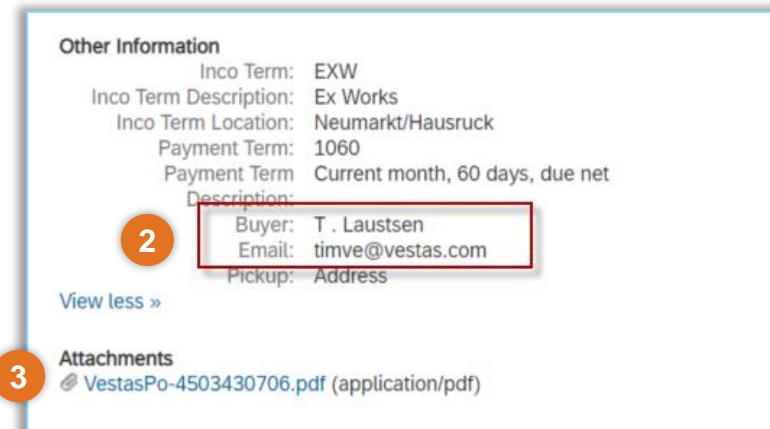 Other Information
Inco Term: EXW
Inco Term Description: Ex Works
Inco Term Location: Neumarkt/Hausruck
Payment Term: 1060
Payment Term Description: Current month, 60 days, due net
2
Buyer: T . Laustsen
Email: timve@vestas.com
Pickup: Address
View less »
Attachments
3
VestasPo-4503430706.pdf (application/pdf)